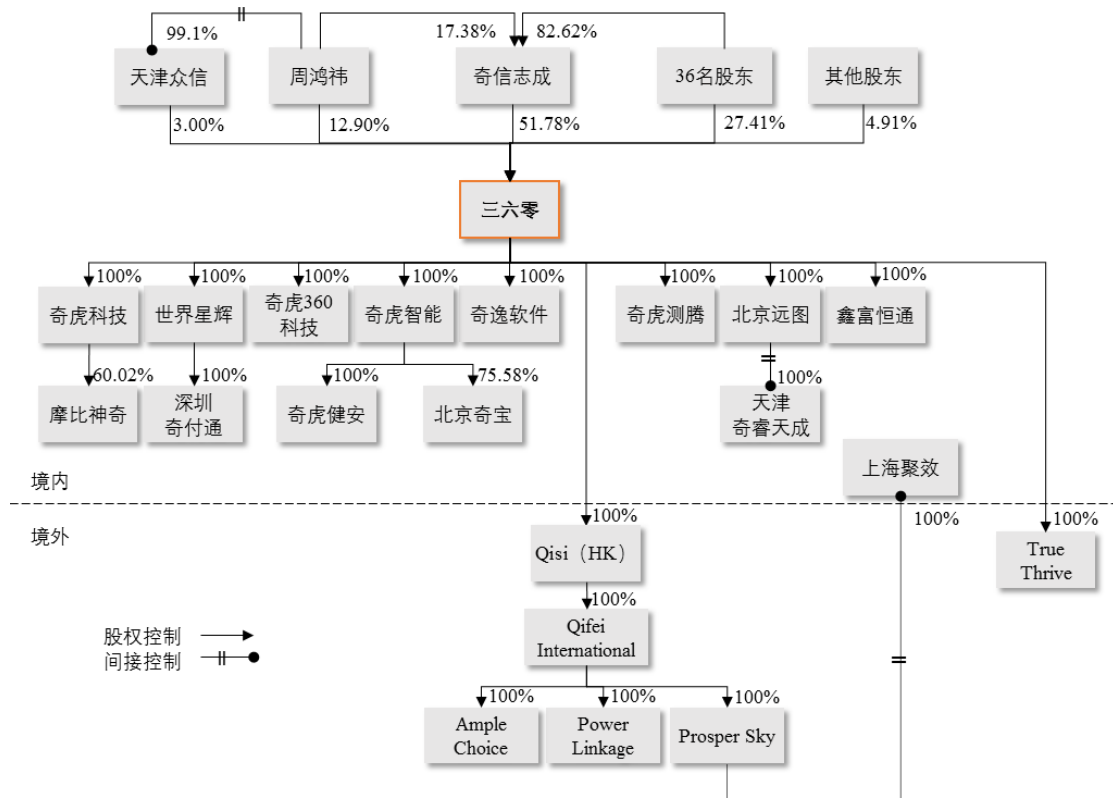 99.1%
17.38%
82.62%
天津众信
周鸿祎
奇信志成
36名股东
其他股东
3.00%
12.90%
51.78%
27.41%
4.91%
三六零
100%
100%
100%
100%
100%
100%
100%
100%
奇虎科技
世界星辉
奇虎360
科技
奇虎智能
奇逸软件
奇虎测腾
北京远图
鑫富恒通
60.02%
100%
100%
75.58%
100%
摩比神奇
深圳
奇付通
奇虎健安
北京奇宝
天津
奇睿天成
上海聚效
境内
境外
100%
100%
100%
Qisi（HK）
True
Thrive
100%
Qifei
International
股权控制
间接控制
100%
100%
100%
Ample
Choice
Power
Linkage
Prosper Sky